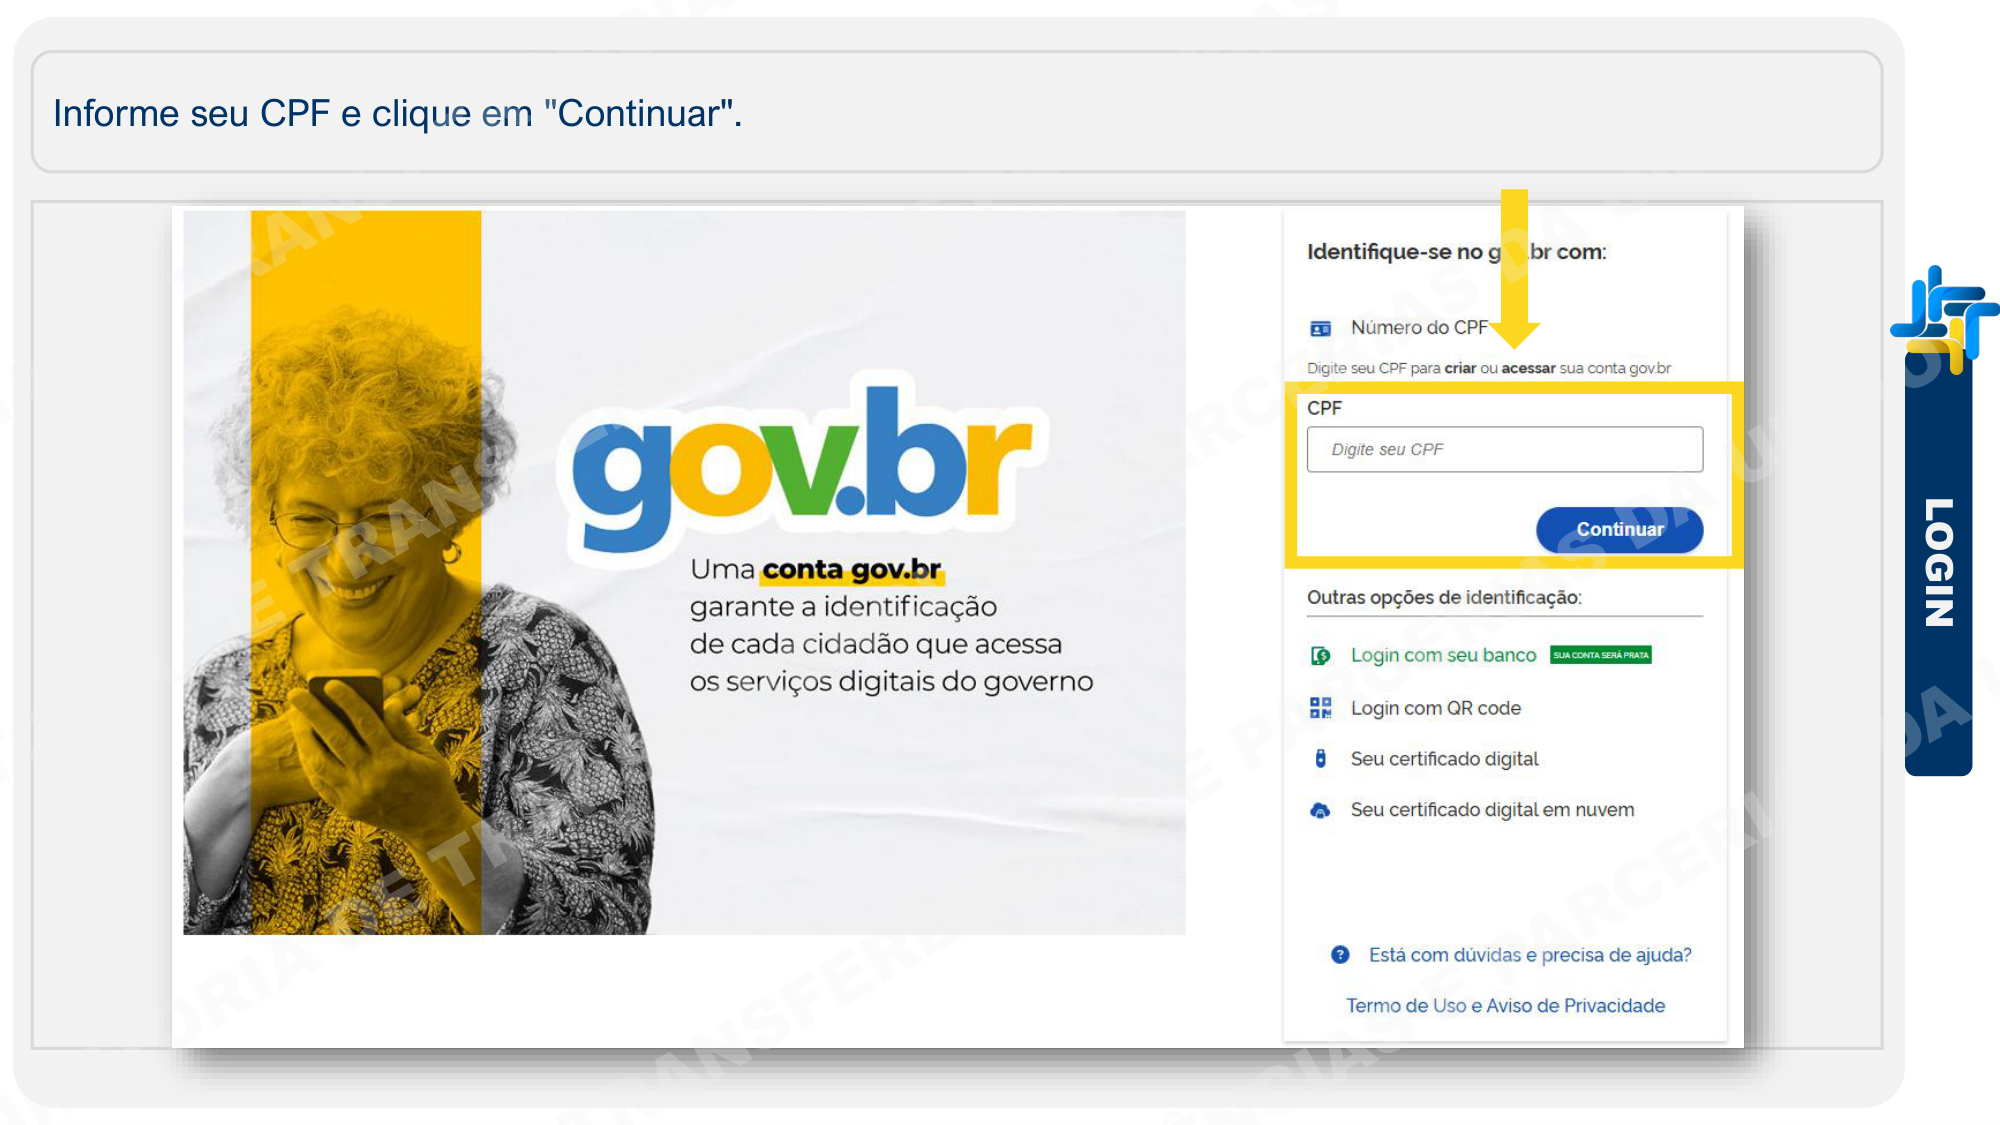 Informe seu CPF e clique em "Continuar".
gov.br
Uma conta gov.br
garante a identificação
de cada cidadão que acessa
os serviços digitais do governo
Identifique-se no gov.br com:
Número do CPF
Digite seu CPF para criar ou acessar sua conta gov.br
CPF
Digite seu CPF
Continuar
Outras opções de identificação:
Login com seu banco SUA CONTA SERÁ PRATA
Login com QR code
Seu certificado digital
Seu certificado digital em nuvem
Está com dúvidas e precisa de ajuda?
Termo de Uso e Aviso de Privacidade
LOGIN